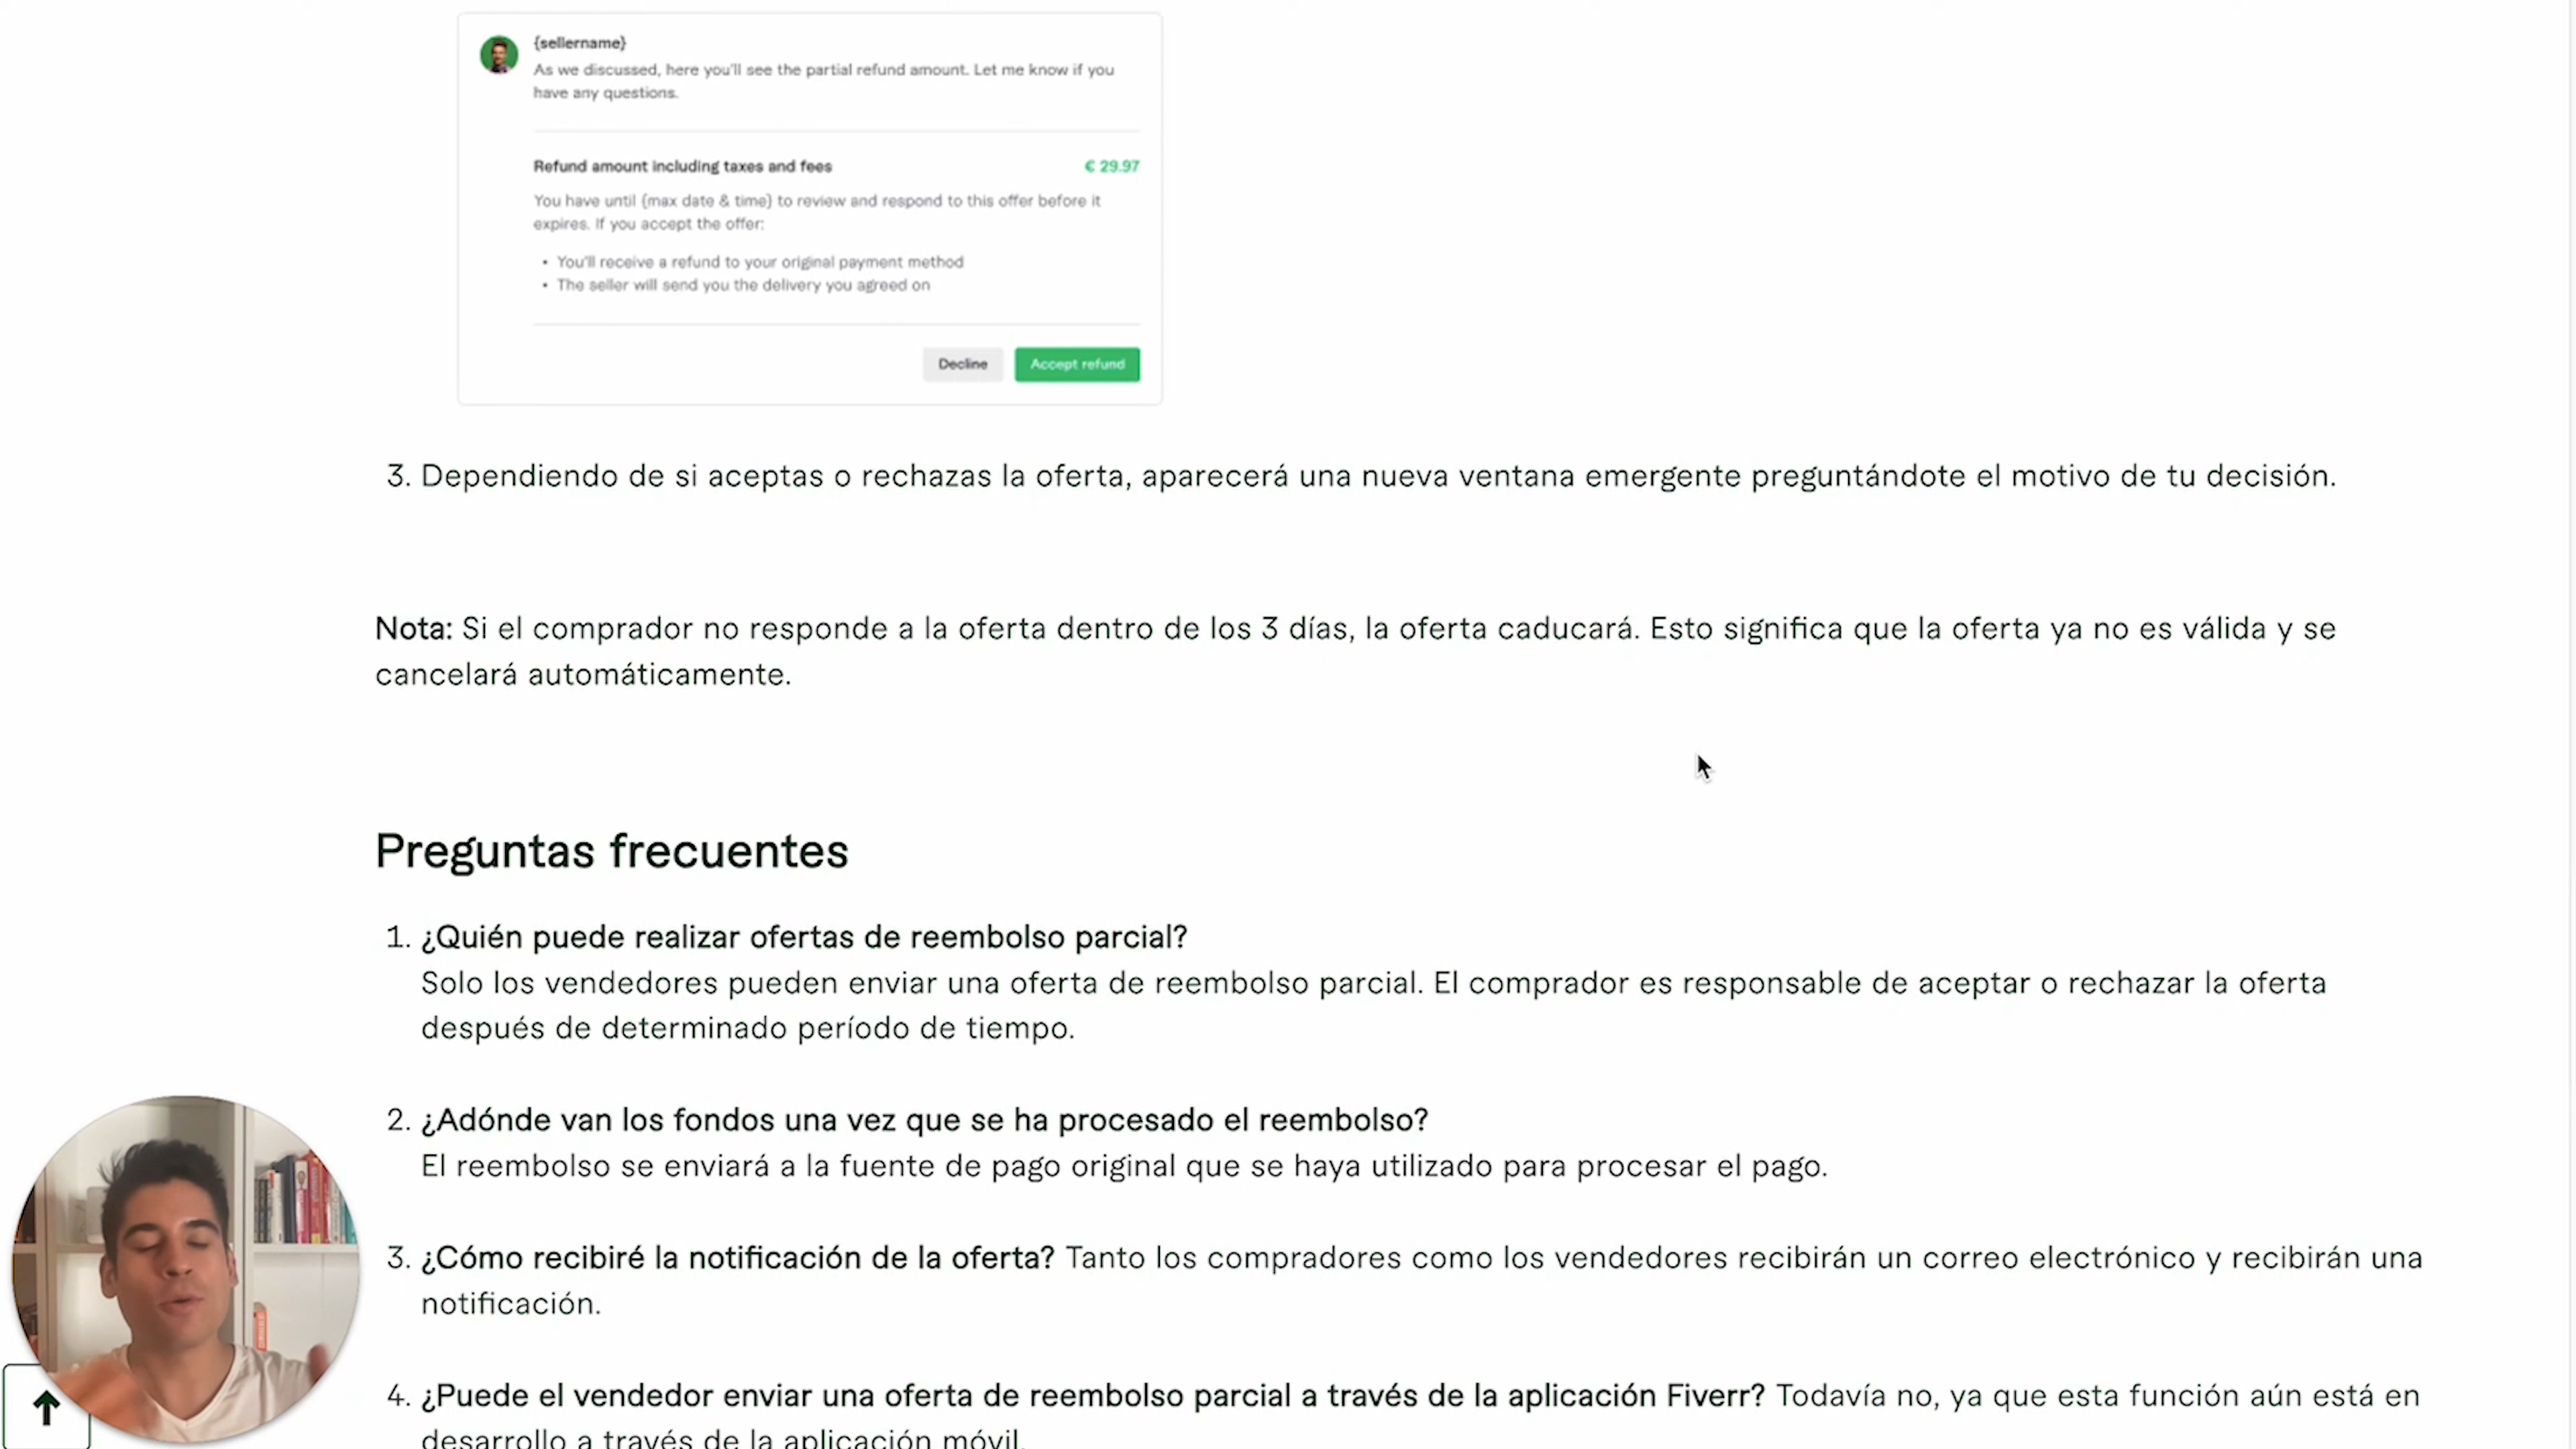 {sellername}
As we discussed, here you'll see the partial refund amount. Let me know if you
have any questions.
Refund amount including taxes and fees € 29.97
You have until {max date & time} to review and respond to this offer before it
expires. If you accept the offer:
• You'll receive a refund to your original payment method
• The seller will send you the delivery you agreed on
Decline Accept refund
3. Dependiendo de si aceptas o rechazas la oferta, aparecerá una nueva ventana emergente preguntándote el motivo de tu decisión.
Nota: Si el comprador no responde a la oferta dentro de los 3 días, la oferta caducará. Esto significa que la oferta ya no es válida y se
cancelará automáticamente.
Preguntas frecuentes
1. ¿Quién puede realizar ofertas de reembolso parcial?
Solo los vendedores pueden enviar una oferta de reembolso parcial. El comprador es responsable de aceptar o rechazar la oferta
después de determinado período de tiempo.
2. ¿Adónde van los fondos una vez que se ha procesado el reembolso?
El reembolso se enviará a la fuente de pago original que se haya utilizado para procesar el pago.
3. ¿Cómo recibiré la notificación de la oferta? Tanto los compradores como los vendedores recibirán un correo electrónico y recibirán una
notificación.
4. ¿Puede el vendedor enviar una oferta de reembolso parcial a través de la aplicación Fiverr? Todavía no, ya que esta función aún está en
desarrollo a través de la aplicación móvil.